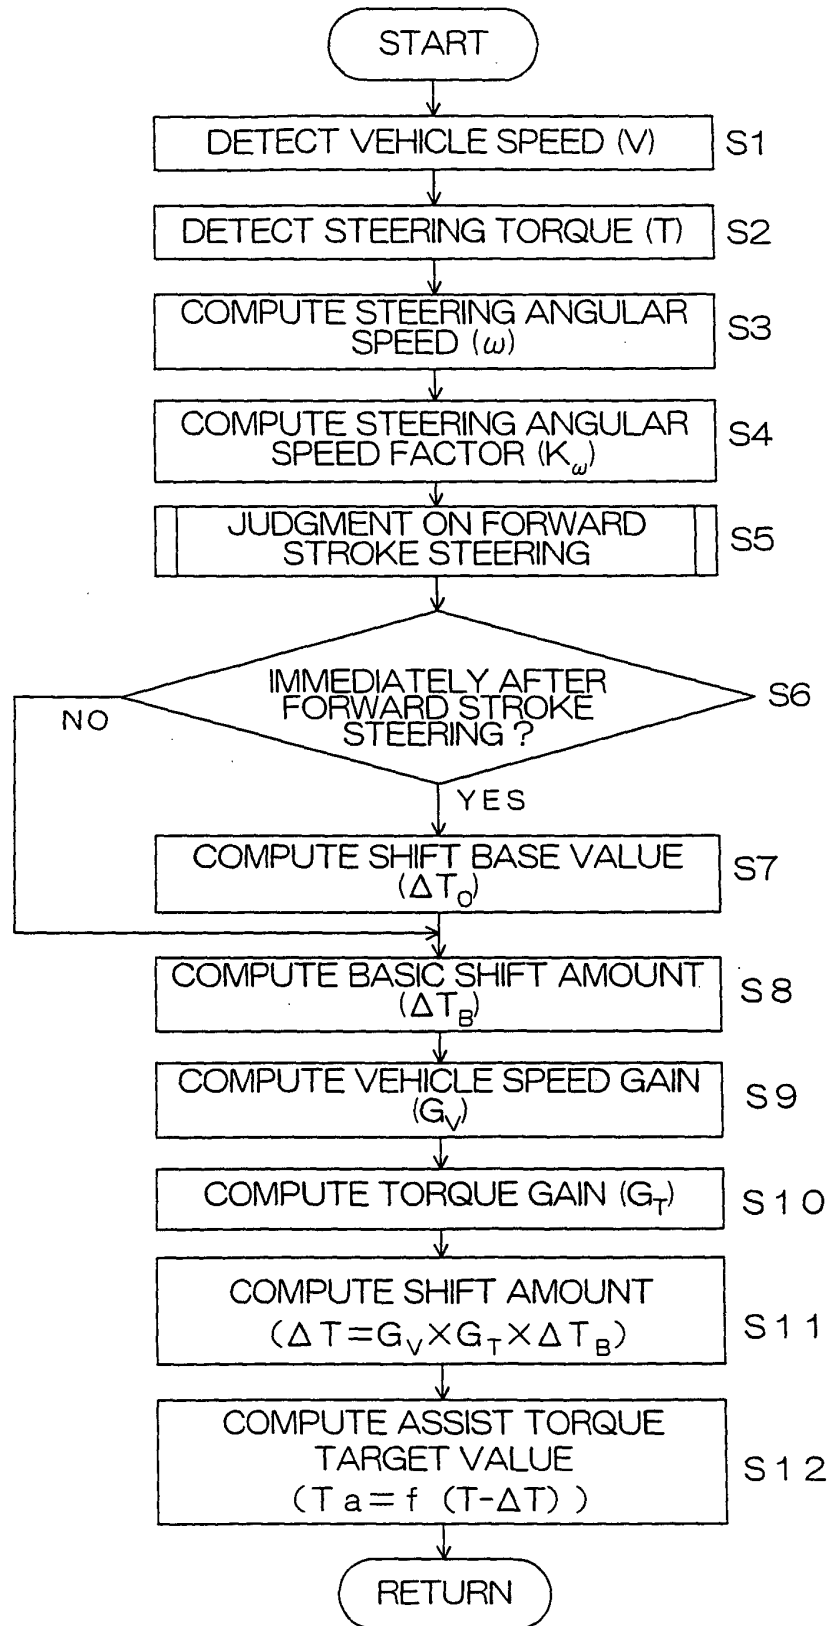 START
DETECT VEHICLE SPEED (V) S1
DETECT STEERING TORQUE (T) S2
COMPUTE STEERING ANGULAR
SPEED (ω)
S3
COMPUTE STEERING ANGULAR
SPEED FACTOR (Kω)
S4
JUDGMENT ON FORWARD
STROKE STEERING
S5
IMMEDIATELY AFTER
FORWARD STROKE
STEERING ?
S6
NO
YES
COMPUTE SHIFT BASE VALUE
(ΔTO)
S7
COMPUTE BASIC SHIFT AMOUNT
(ΔTB)
S8
COMPUTE VEHICLE SPEED GAIN
(GV)
S9
COMPUTE TORQUE GAIN (GT) S10
COMPUTE SHIFT AMOUNT
(ΔT=GV×GT×ΔTB)
S11
COMPUTE ASSIST TORQUE
TARGET VALUE
(Ta=f (T-ΔT))
S12
RETURN